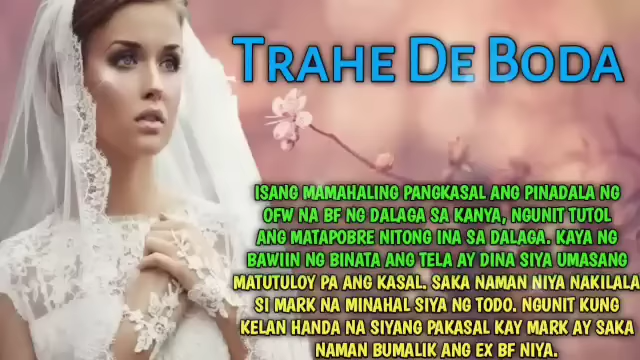 TRAHE DE BODA
ISANG MAMAHALING PANGKASAL ANG PINADALA NG
OFW NA BF NG DALAGA SA KANYA, NGUNIT TUTOL
ANG MATAPOBRE NITONG INA SA DALAGA. KAYA NG
BAWIIN NG BINATA ANG TELA AY DINA SIYA UMASANG
MATUTULOY PA ANG KASAL. SAKA NAMAN NIYA NAKILALA
SI MARK NA MINAHAL SIYA NG TODO. NGUNIT KUNG
KELAN HANDA NA SIYANG PAKASAL KAY MARK AY SAKA
NAMAN BUMALIK ANG EX BF NIYA.